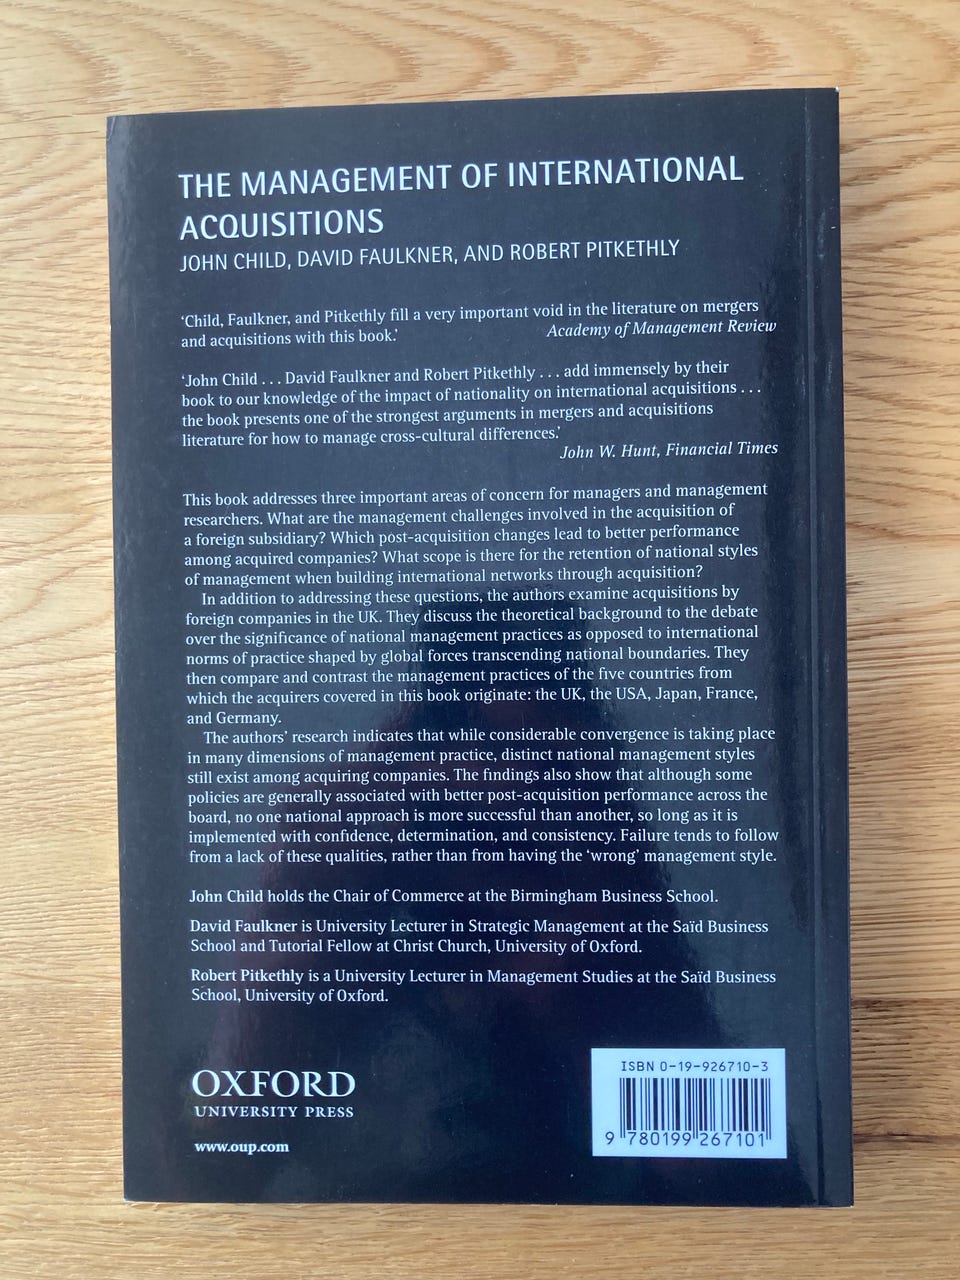 THE MANAGEMENT OF INTERNATIONAL
ACQUISITIONS
JOHN CHILD, DAVID FAULKNER, AND ROBERT PITKETHLY
‘Child, Faulkner, and Pitkethly fill a very important void in the literature on mergers
and acquisitions with this book.’ Academy of Management Review
‘John Child . . . David Faulkner and Robert Pitkethly . . . add immensely by their
book to our knowledge of the impact of nationality on international acquisitions . . .
the book presents one of the strongest arguments in mergers and acquisitions
literature for how to manage cross-cultural differences.’
John W. Hunt, Financial Times
This book addresses three important areas of concern for managers and management
researchers. What are the management challenges involved in the acquisition of
a foreign subsidiary? Which post-acquisition changes lead to better performance
among acquired companies? What scope is there for the retention of national styles
of management when building international networks through acquisition?
In addition to addressing these questions, the authors examine acquisitions by
foreign companies in the UK. They discuss the theoretical background to the debate
over the significance of national management practices as opposed to international
norms of practice shaped by global forces transcending national boundaries. They
then compare and contrast the management practices of the five countries from
which the acquirers covered in this book originate: the UK, the USA, Japan, France,
and Germany.
The authors’ research indicates that while considerable convergence is taking place
in many dimensions of management practice, distinct national management styles
still exist among acquiring companies. The findings also show that although some
policies are generally associated with better post-acquisition performance across the
board, no one national approach is more successful than another, so long as it is
implemented with confidence, determination, and consistency. Failure tends to follow
from a lack of these qualities, rather than from having the ‘wrong’ management style.
John Child holds the Chair of Commerce at the Birmingham Business School.
David Faulkner is University Lecturer in Strategic Management at the Saïd Business
School and Tutorial Fellow at Christ Church, University of Oxford.
Robert Pitkethly is a University Lecturer in Management Studies at the Saïd Business
School, University of Oxford.
OXFORD
UNIVERSITY PRESS
www.oup.com
ISBN 0-19-926710-3
9 780199 267101